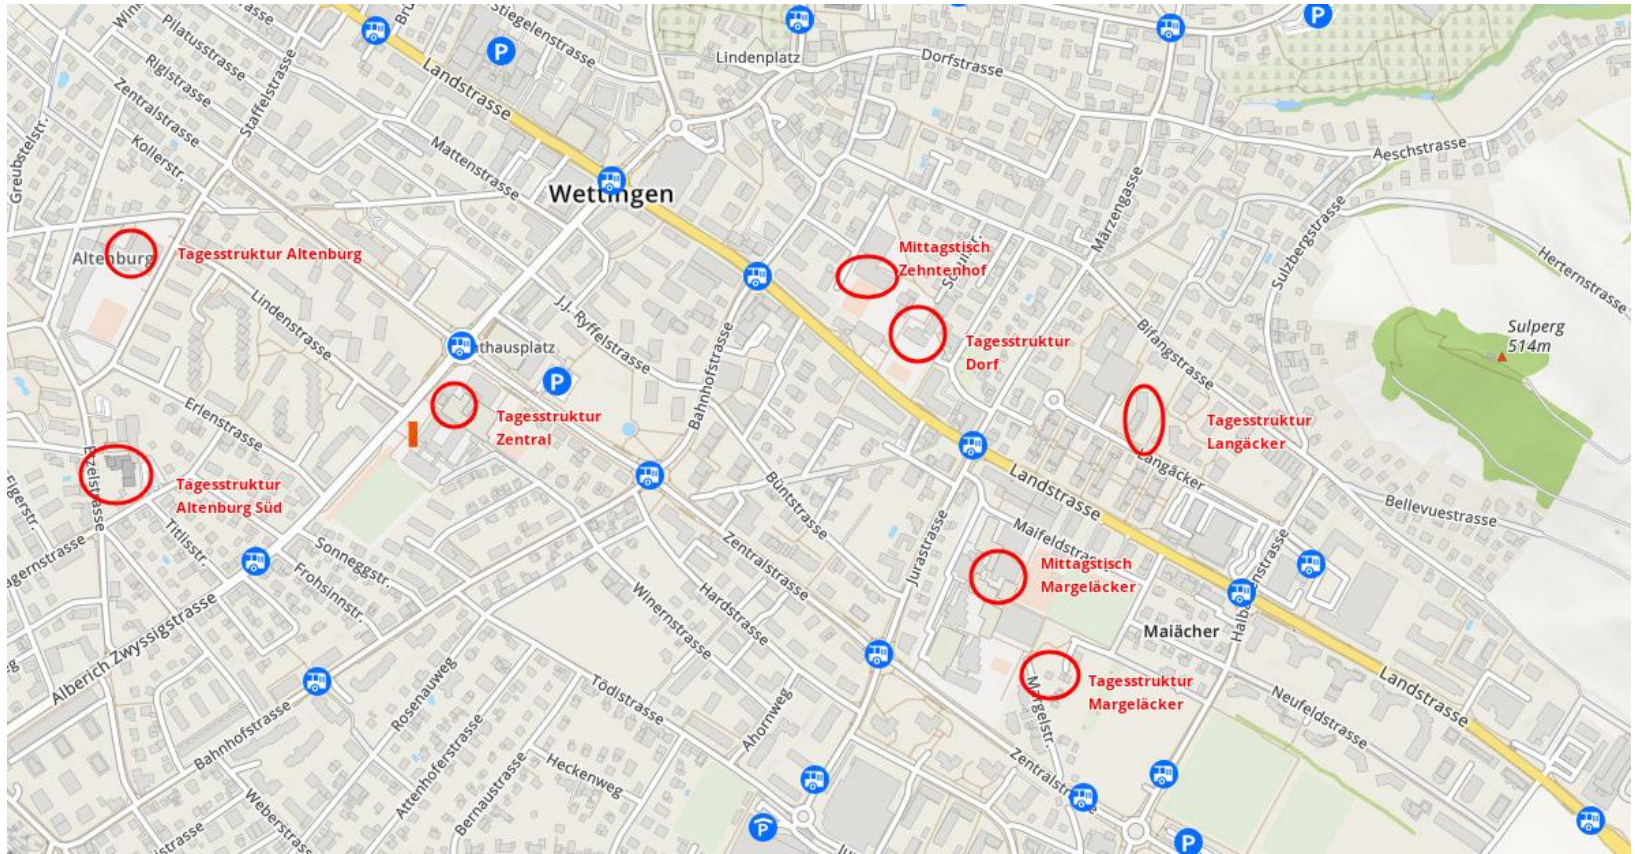 Stiegelenstrasse
Pilatusstrasse
Lindenplatz
Dorfstrasse
Rigistrasse
Staffelstrasse
Landstrasse
Zentralstrasse
Greubstelstr.
Kollerstr.
Mattenstrasse
Aeschstrasse
Wettingen
Märzengasse
Sulzbergstrasse
Herternstrasse
Altenburg
Tagesstruktur Altenburg
Mittagstisch
Zehntenhof
Lindenstrasse
J.J. Ryffelstrasse
Bahnhofstrasse
Tagesstruktur
Dorf
Bifangstrasse
Sulperg
514m
Erlenstrasse
Tagesstruktur
Zentral
Tagesstruktur
Langäcker
Langäcker
Tagesstruktur
Altenburg Süd
Eigerstr.
Titlisstr.
Büntstrasse
Landstrasse
Bellevuestrasse
Sonneggstr.
Frohsinnstr.
Zentralstrasse
Jurastrasse
Maifeldstrasse
Mittagstisch
Margeläcker
Winernstrasse
Hardstrasse
Maiächer
Alberich Zwyssigstrasse
Rosenauweg
Tödistrasse
Ahornweg
Margelstr.
Tagesstruktur
Margeläcker
Neufeldstrasse
Landstrasse
Bahnhofstrasse
Attenhoferstrasse
Bernaustrasse
Heckenweg
Weberstrasse
P
P
P
P
P